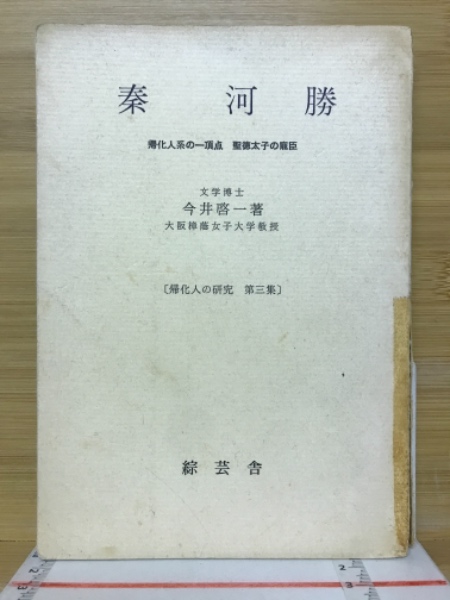 秦 河 勝
帰化人系の一頂点 聖徳太子の寵臣
文学博士
今井啓一著
大阪樟蔭女子大学教授
〔帰化人の研究 第三集〕
綜芸舎
2
3